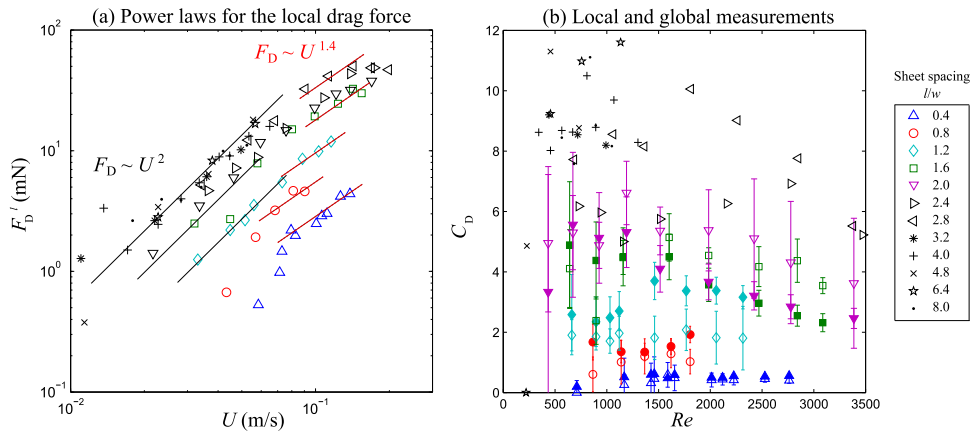 (a) Power laws for the local drag force
F_D ~ U^1.4
F_D ~ U^2
F_D^l (mN)
10^2
10^1
10^0
10^-1
10^-2
10^-1
U (m/s)
(b) Local and global measurements
C_D
12
10
8
6
4
2
0
0 500 1000 1500 2000 2500 3000 3500
Re
Sheet spacing
l/w
0.4
0.8
1.2
1.6
2.0
2.4
2.8
3.2
4.0
4.8
6.4
8.0